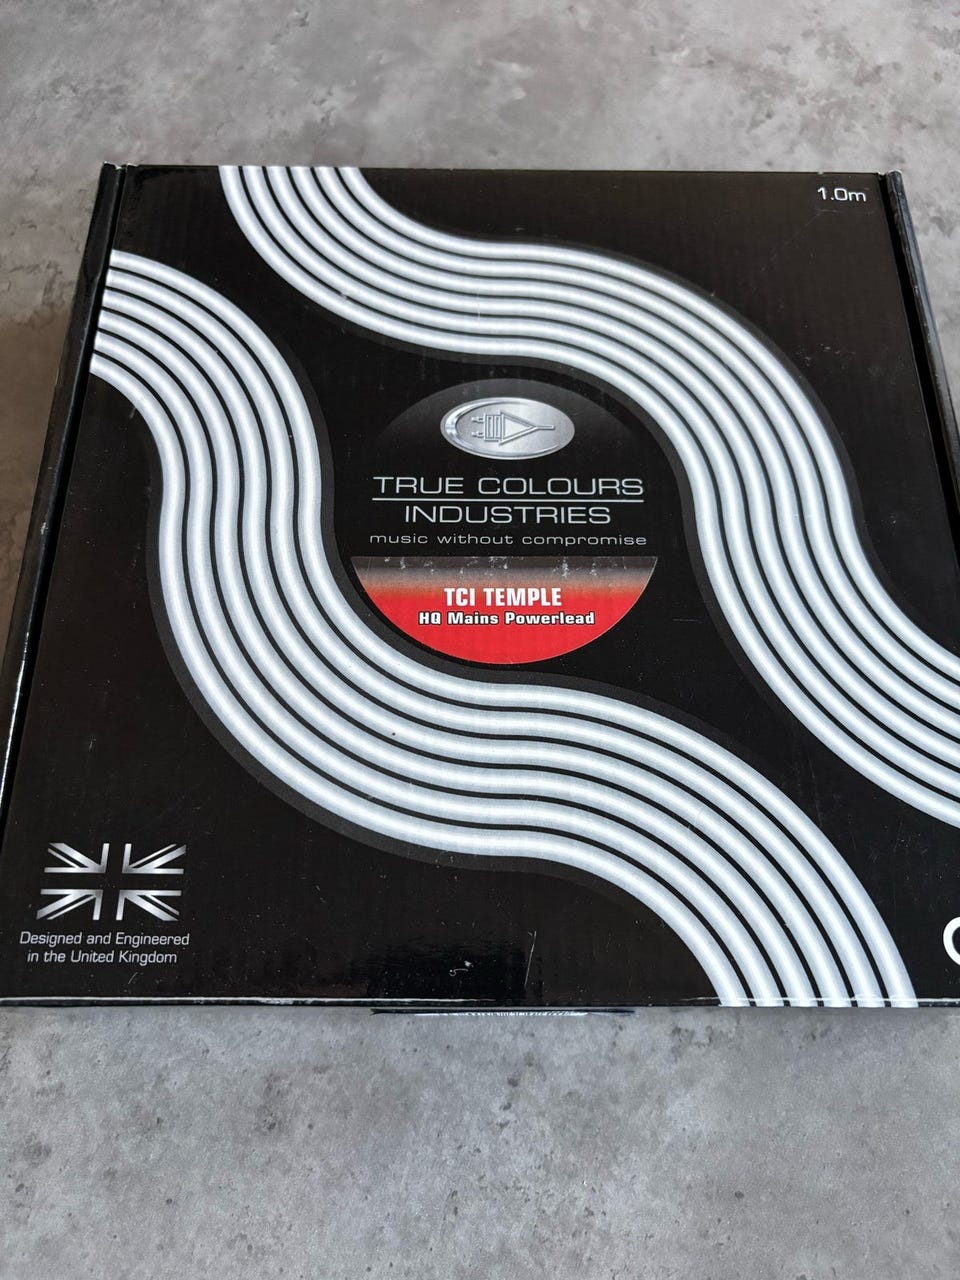 1.0m
TRUE COLOURS
INDUSTRIES
music without compromise
TCI TEMPLE
HQ Mains Powerlead
Designed and Engineered
in the United Kingdom